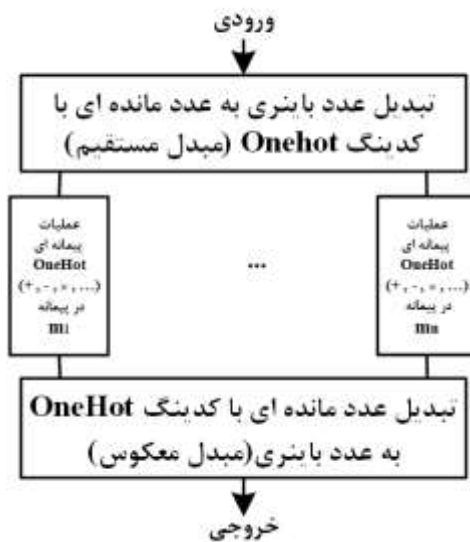 ورودی
تبدیل عدد باینری به عدد مانده ای با
کدینگ Onehot (مبدل مستقیم)
عملیات
پیمانه ای
OneHot
(+ , - , × , ...)
در پیمانه
m1
...
عملیات
پیمانه ای
OneHot
(+ , - , × , ...)
در پیمانه
mn
تبدیل عدد مانده ای با کدینگ OneHot
به عدد باینری(مبدل معکوس)
خروجی